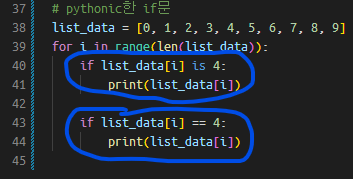 37 # pythonic한 if문
38 list_data = [0, 1, 2, 3, 4, 5, 6, 7, 8, 9]
39 for i in range(len(list_data)):
40     if list_data[i] is 4:
41         print(list_data[i])
42
43     if list_data[i] == 4:
44         print(list_data[i])
45